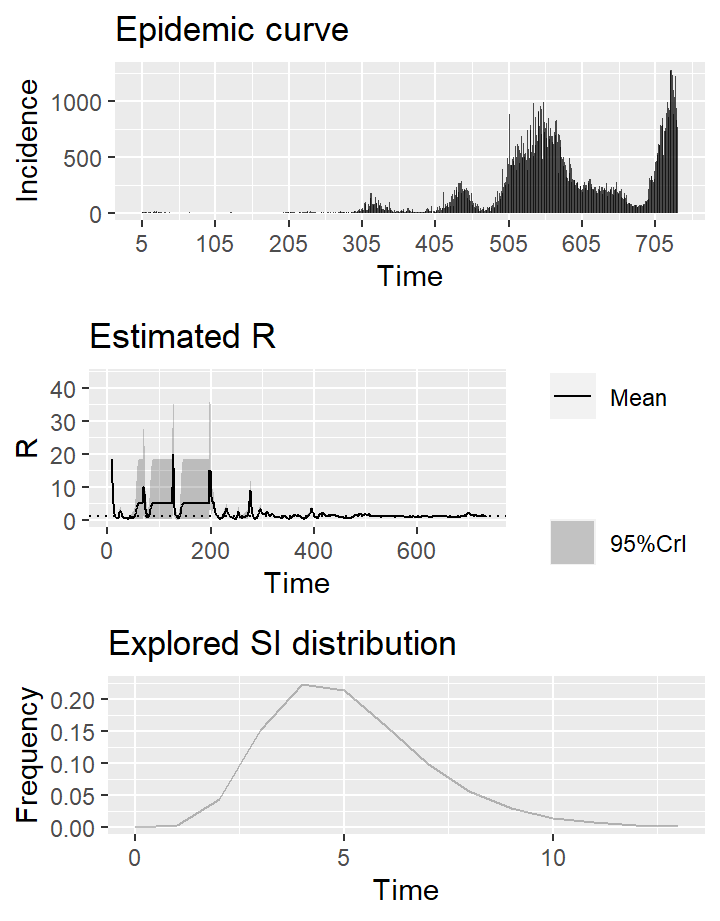 Epidemic curve
Incidence
1000
500
0
5 105 205 305 405 505 605 705
Time
Estimated R
R
40
30
20
10
0
0 200 400 600
Time
Mean
95%CrI
Explored SI distribution
Frequency
0.20
0.15
0.10
0.05
0.00
0 5 10
Time